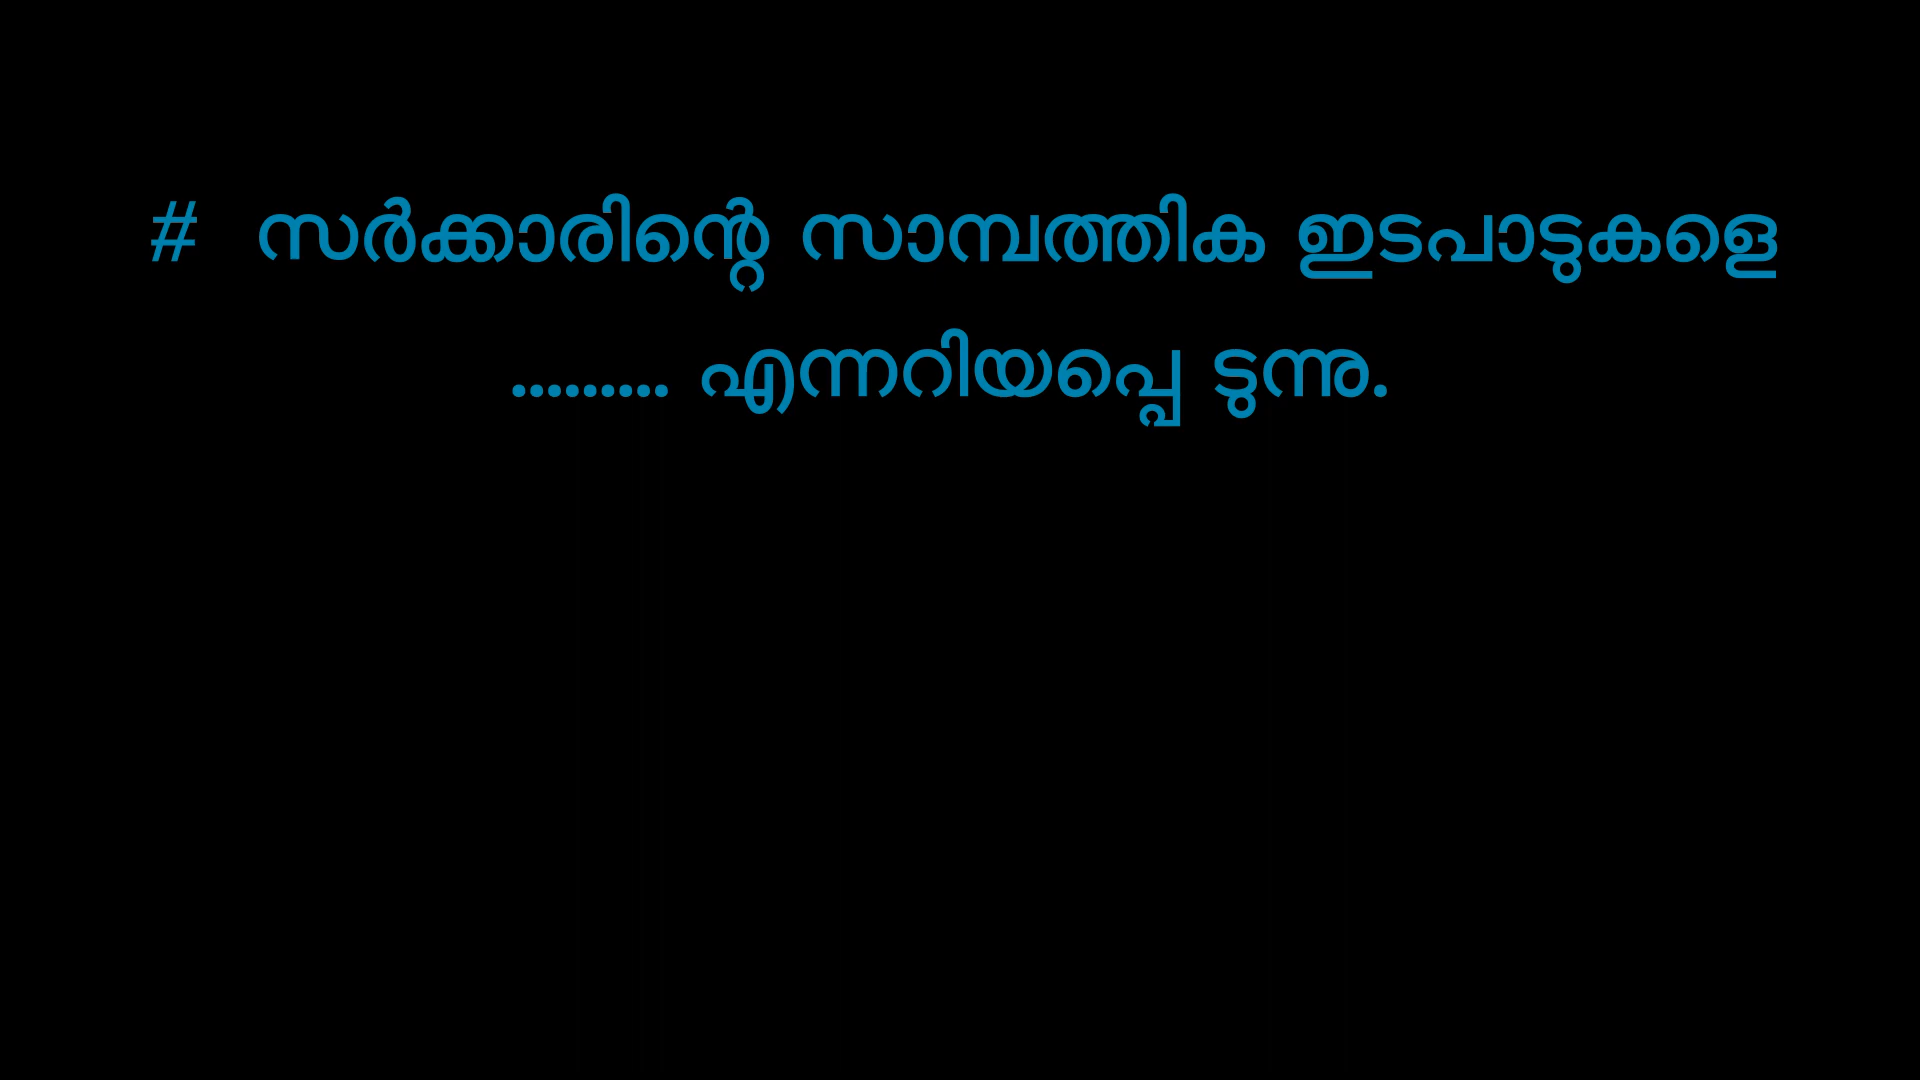 # സർക്കാരിന്റെ സാമ്പത്തിക ഇടപാടുകളെ
......... എന്നറിയപ്പെ ടുന്നു.